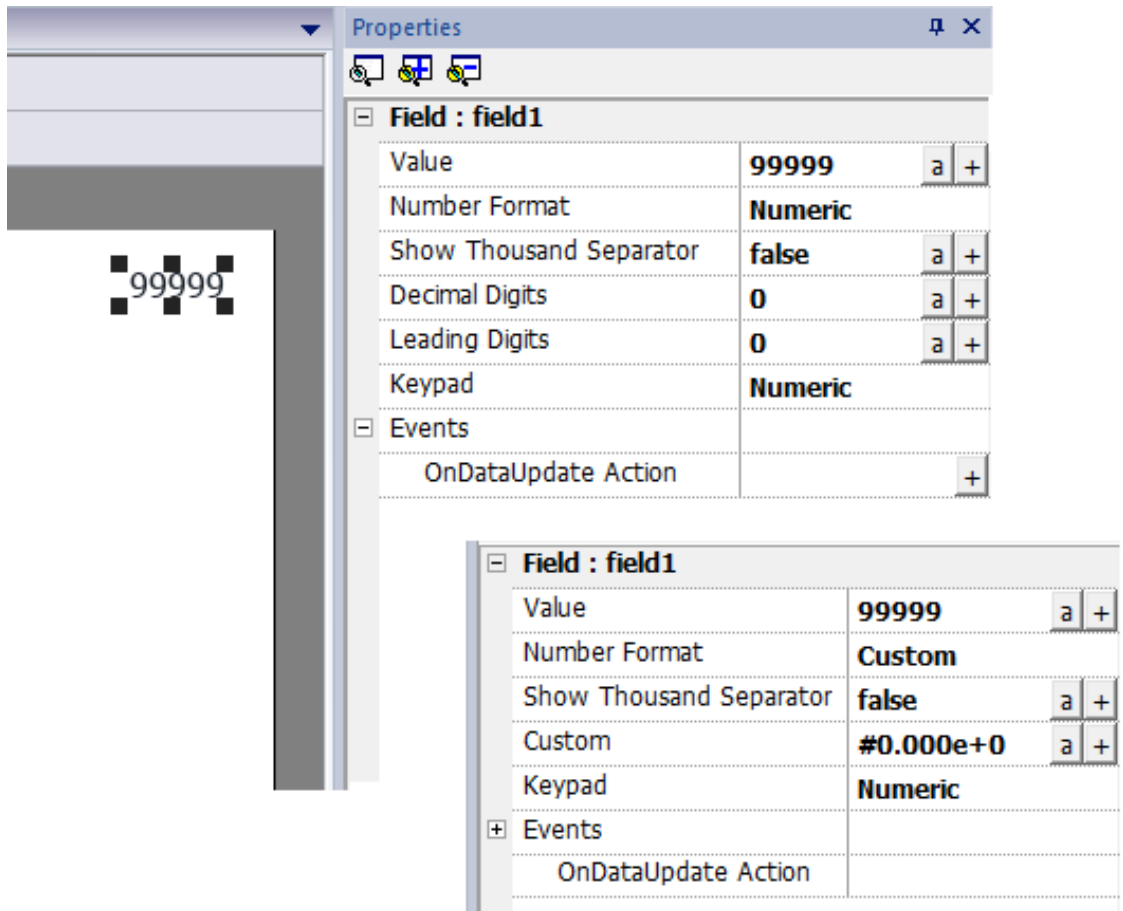 Properties
Field : field1
Value 99999 a +
Number Format Numeric
Show Thousand Separator false a +
Decimal Digits 0 a +
Leading Digits 0 a +
Keypad Numeric
Events
OnDataUpdate Action +
99999
Field : field1
Value 99999 a +
Number Format Custom
Show Thousand Separator false a +
Custom #0.000e+0 a +
Keypad Numeric
Events
OnDataUpdate Action